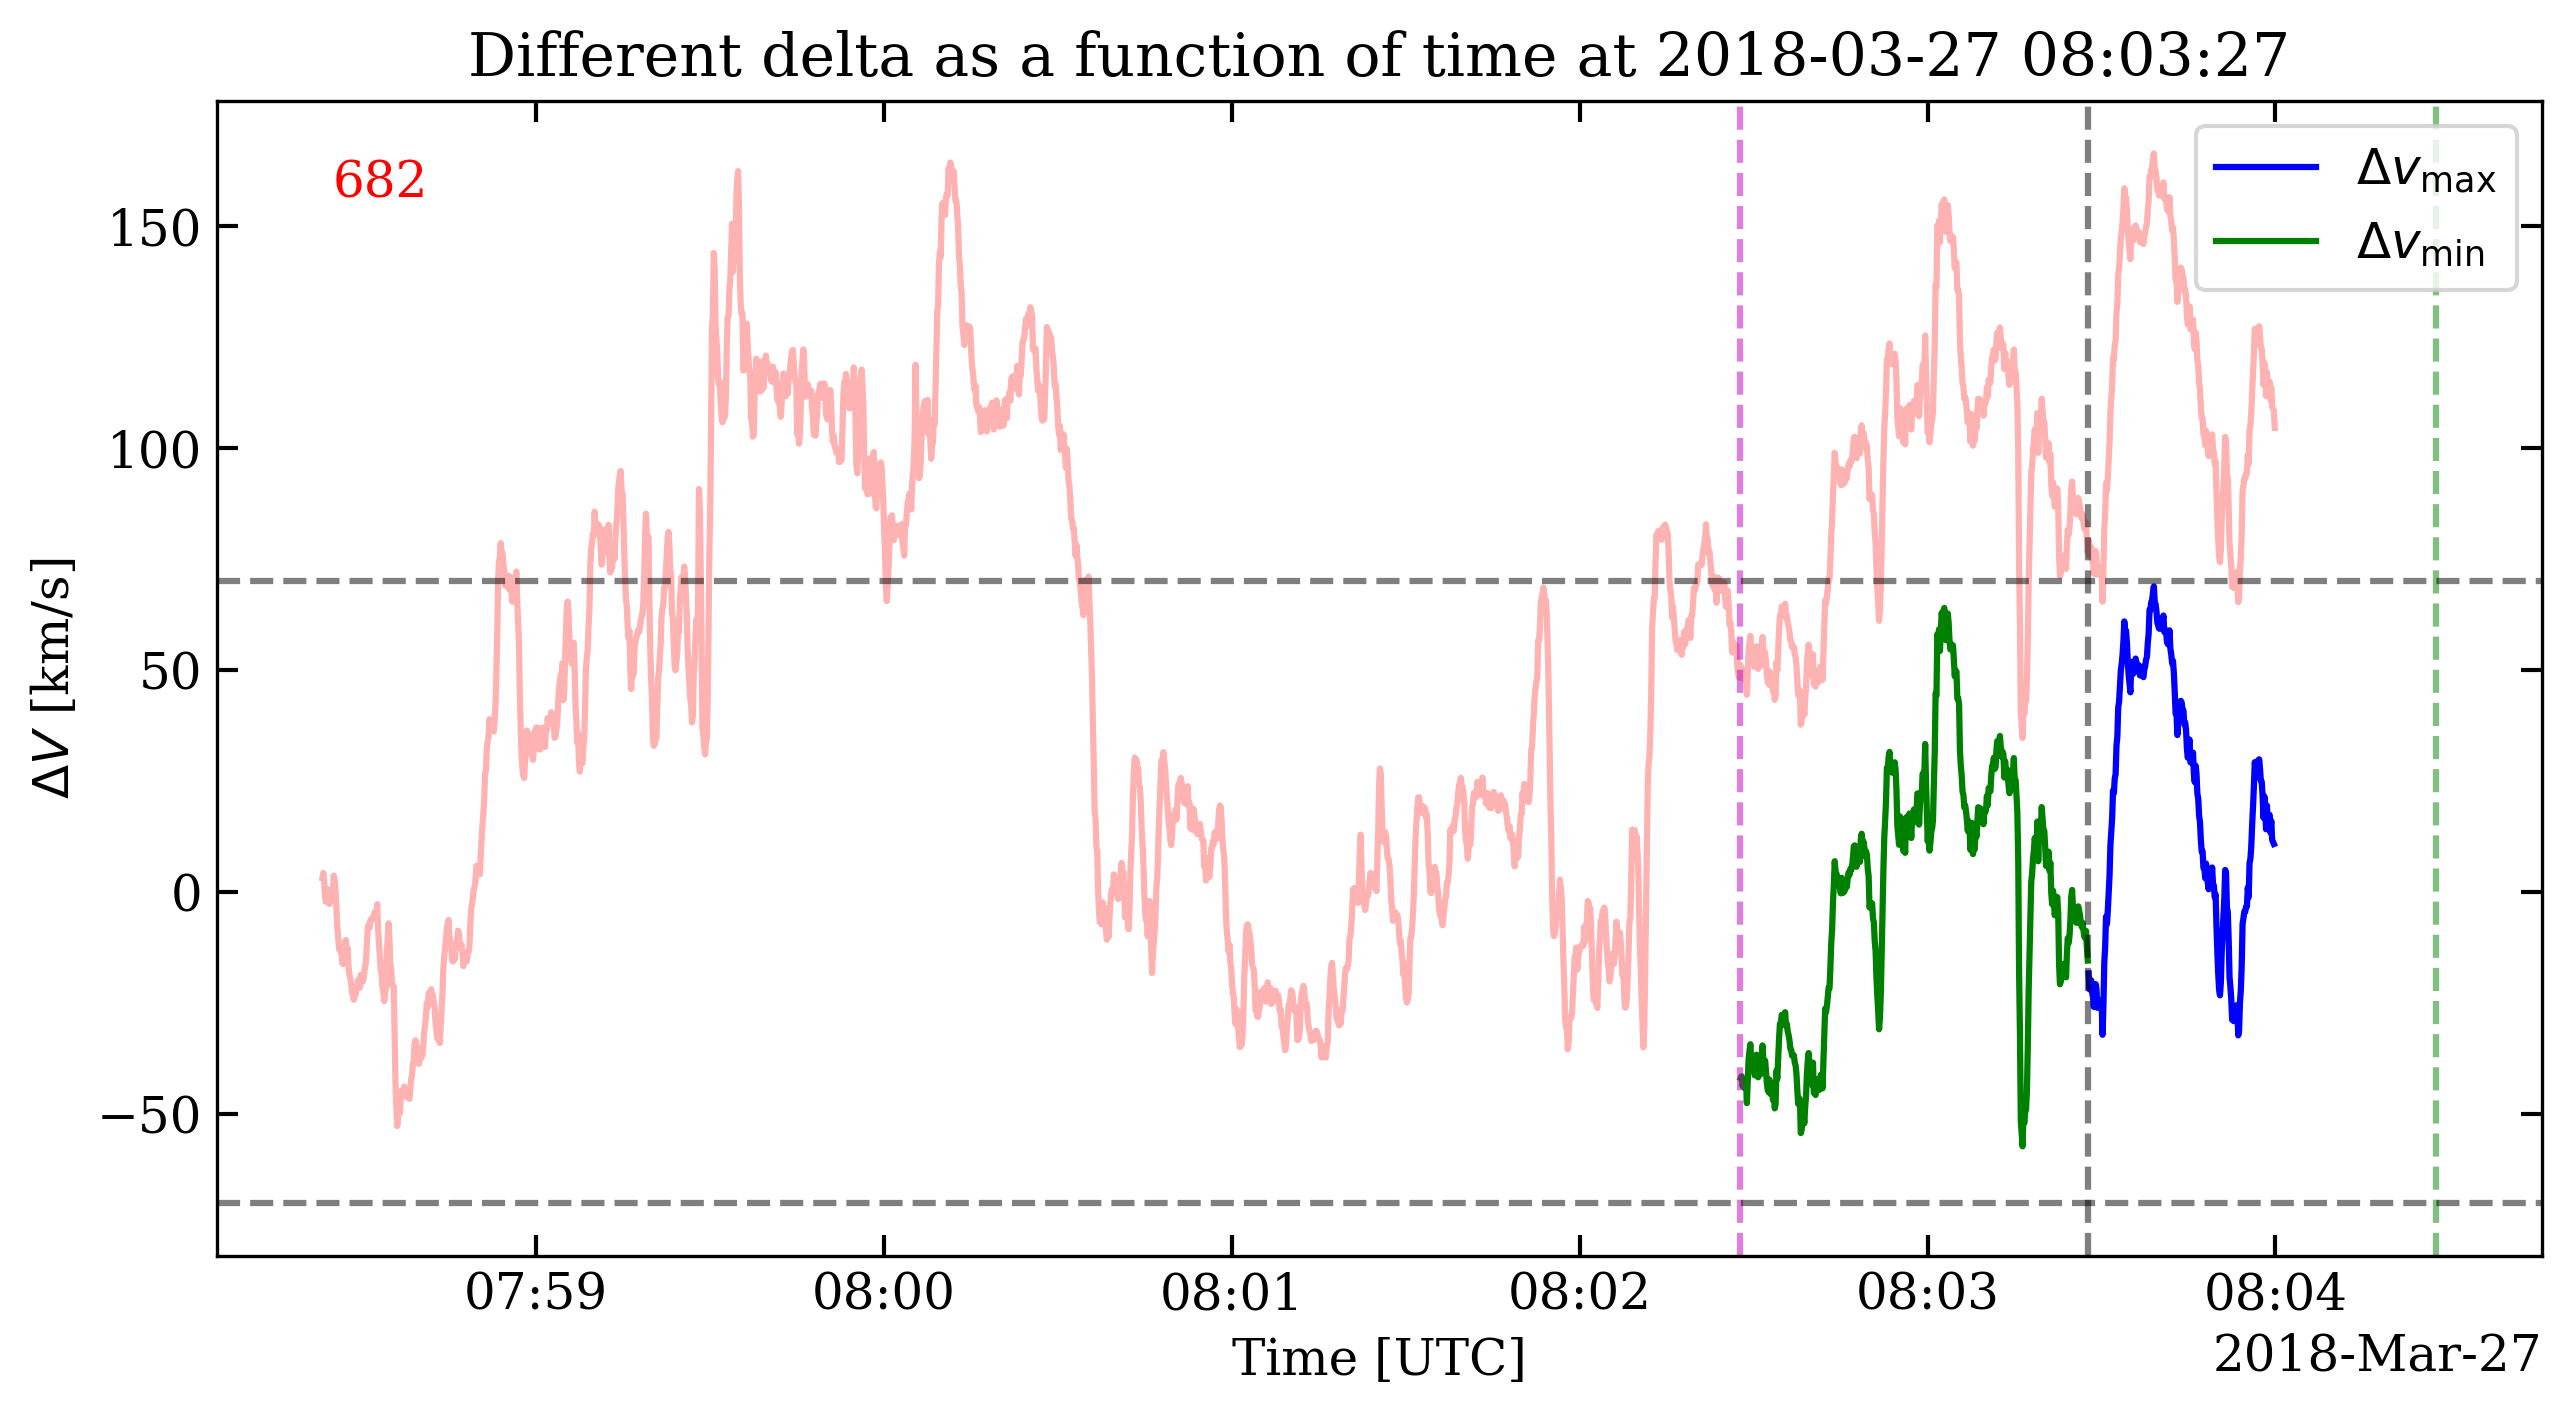 Different delta as a function of time at 2018-03-27 08:03:27
682
Δv_max
Δv_min
150
100
50
0
−50
ΔV [km/s]
07:59 08:00 08:01 08:02 08:03 08:04
Time [UTC]
2018-Mar-27